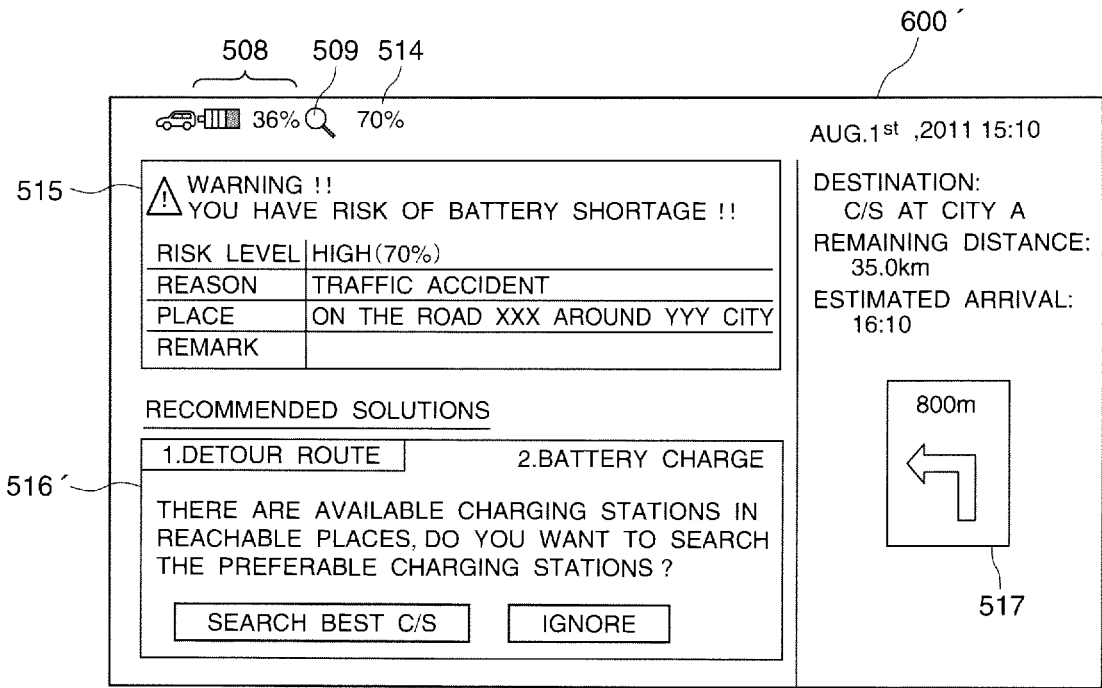 600′
508 509 514
36% 70%
AUG.1st ,2011 15:10
515
WARNING !!
YOU HAVE RISK OF BATTERY SHORTAGE !!
RISK LEVEL HIGH(70%)
REASON TRAFFIC ACCIDENT
PLACE ON THE ROAD XXX AROUND YYY CITY
REMARK
DESTINATION:
C/S AT CITY A
REMAINING DISTANCE:
35.0km
ESTIMATED ARRIVAL:
16:10
RECOMMENDED SOLUTIONS
516′
1.DETOUR ROUTE 2.BATTERY CHARGE
THERE ARE AVAILABLE CHARGING STATIONS IN
REACHABLE PLACES, DO YOU WANT TO SEARCH
THE PREFERABLE CHARGING STATIONS ?
SEARCH BEST C/S IGNORE
800m
517